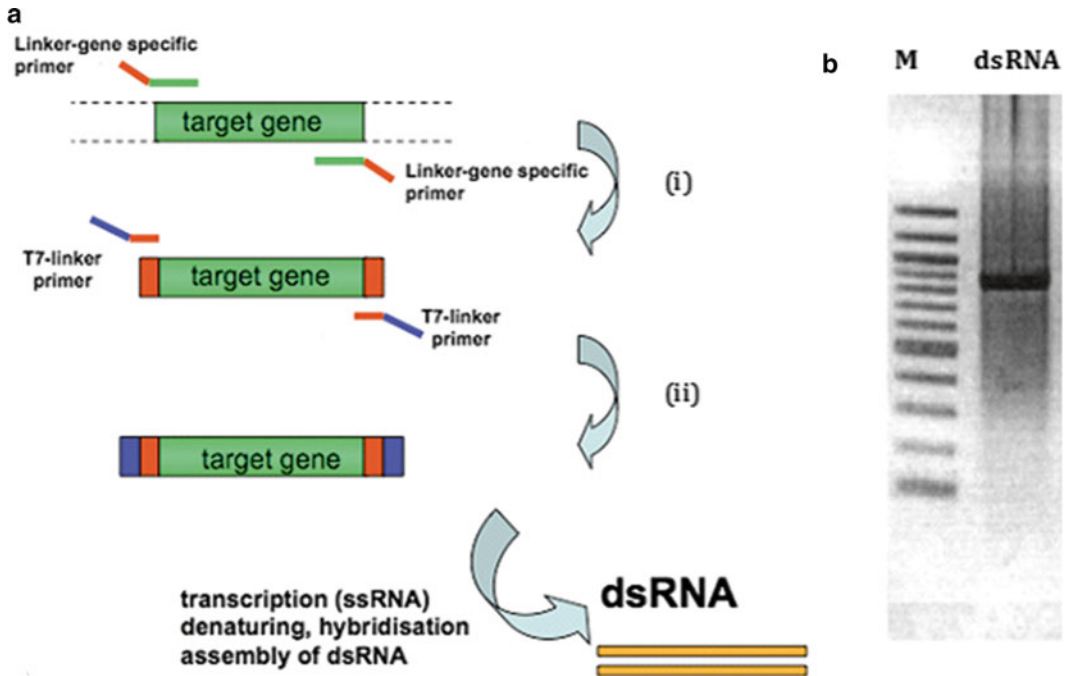 a
Linker-gene specific
primer
target gene
Linker-gene specific
primer
(i)
T7-linker
primer
target gene
T7-linker
primer
(ii)
target gene
transcription (ssRNA)
denaturing, hybridisation
assembly of dsRNA
dsRNA
b
M dsRNA